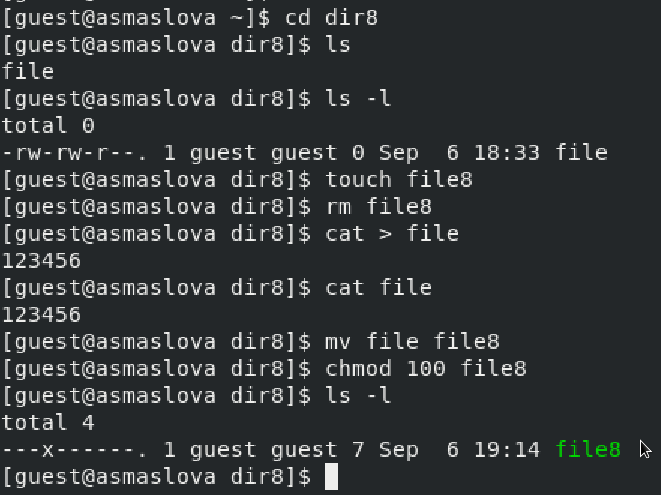 [guest@asmaslova ~]$ cd dir8
[guest@asmaslova dir8]$ ls
file
[guest@asmaslova dir8]$ ls -l
total 0
-rw-rw-r--. 1 guest guest 0 Sep  6 18:33 file
[guest@asmaslova dir8]$ touch file8
[guest@asmaslova dir8]$ rm file8
[guest@asmaslova dir8]$ cat > file
123456
[guest@asmaslova dir8]$ cat file
123456
[guest@asmaslova dir8]$ mv file file8
[guest@asmaslova dir8]$ chmod 100 file8
[guest@asmaslova dir8]$ ls -l
total 4
---x------. 1 guest guest 7 Sep  6 19:14 file8
[guest@asmaslova dir8]$